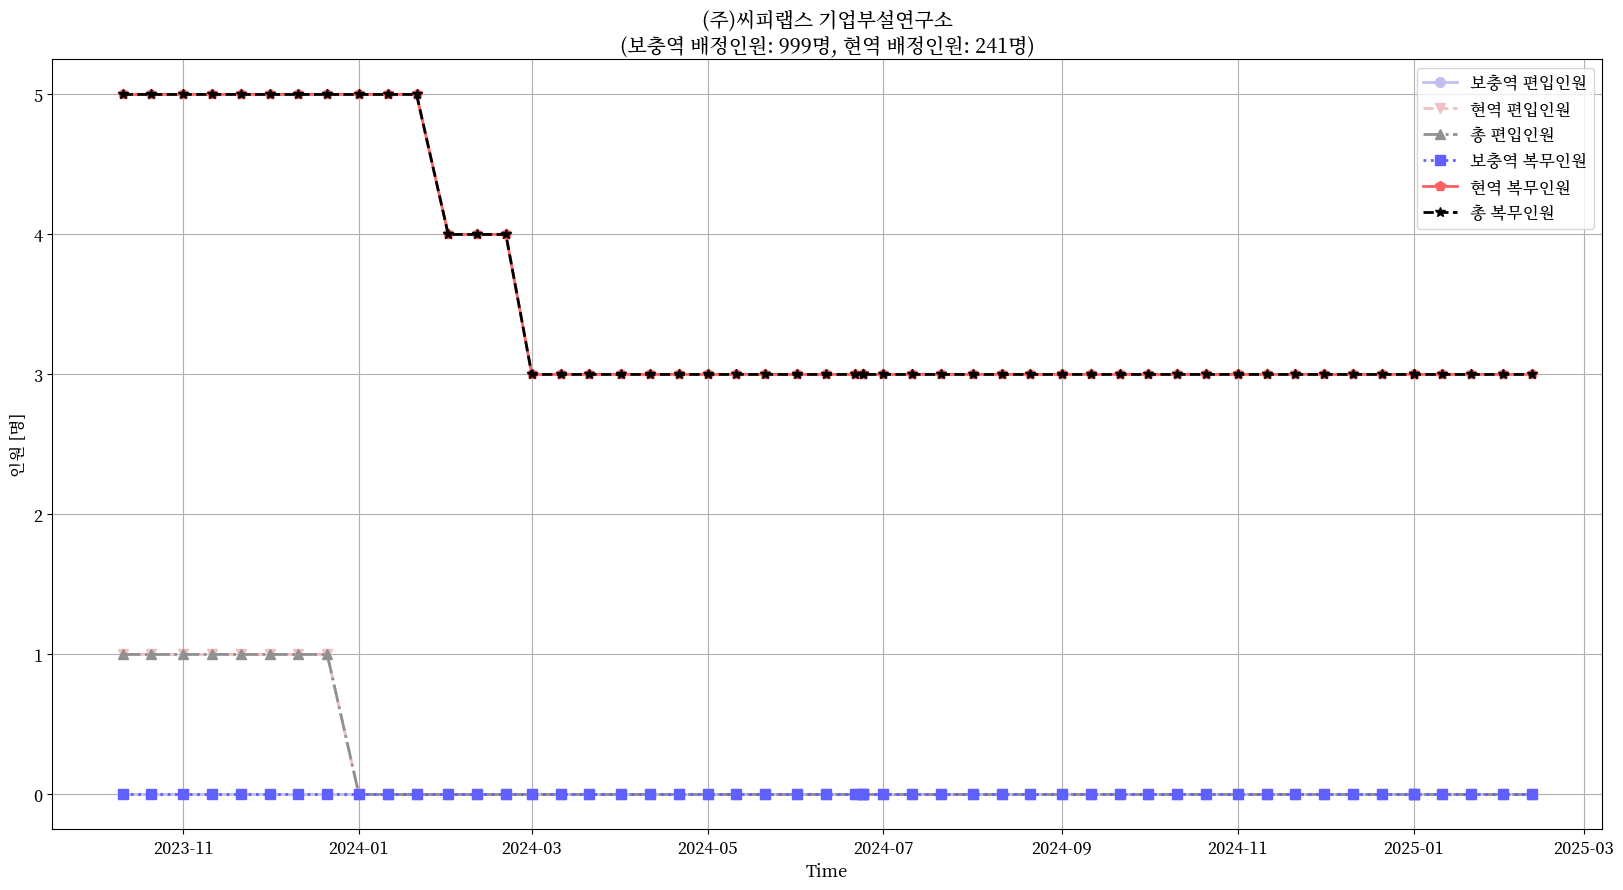 (주)씨피랩스 기업부설연구소
(보충역 배정인원: 999명, 현역 배정인원: 241명)
보충역 편입인원
현역 편입인원
총 편입인원
보충역 복무인원
현역 복무인원
총 복무인원
인원 [명]
5
4
3
2
1
0
2023-11
2024-01
2024-03
2024-05
2024-07
2024-09
2024-11
2025-01
2025-03
Time